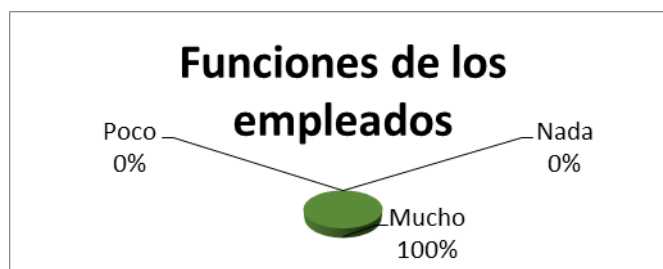 Funciones de los
empleados
Poco
0%
Nada
0%
Mucho
100%